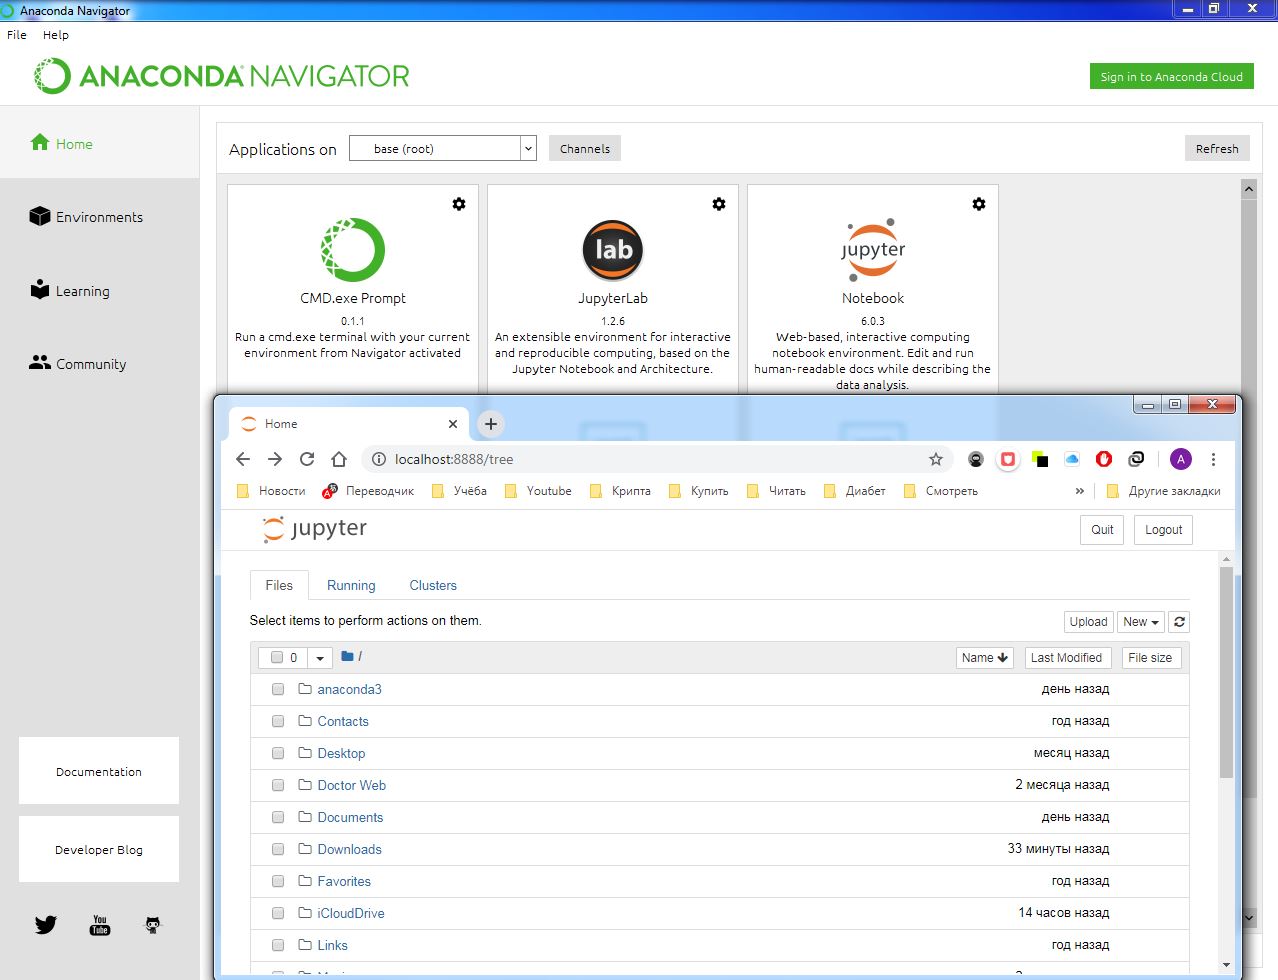 Anaconda Navigator
File Help
ANACONDA NAVIGATOR
Sign in to Anaconda Cloud
Home
Environments
Learning
Community
Documentation
Developer Blog
You Tube
Applications on base (root) Channels Refresh
CMD.exe Prompt
0.1.1
Run a cmd.exe terminal with your current
environment from Navigator activated
lab
JupyterLab
1.2.6
An extensible environment for interactive
and reproducible computing, based on the
Jupyter Notebook and Architecture.
jupyter
Notebook
6.0.3
Web-based, interactive computing
notebook environment. Edit and run
human-readable docs while describing the
data analysis.
Home
localhost:8888/tree
A
Новости Переводчик Учёба Youtube Крипта Купить Читать Диабет Смотреть » Другие закладки
jupyter Quit Logout
Files Running Clusters
Select items to perform actions on them. Upload New
0 / Name Last Modified File size
anaconda3 день назад
Contacts год назад
Desktop месяц назад
Doctor Web 2 месяца назад
Documents день назад
Downloads 33 минуты назад
Favorites год назад
iCloudDrive 14 часов назад
Links год назад